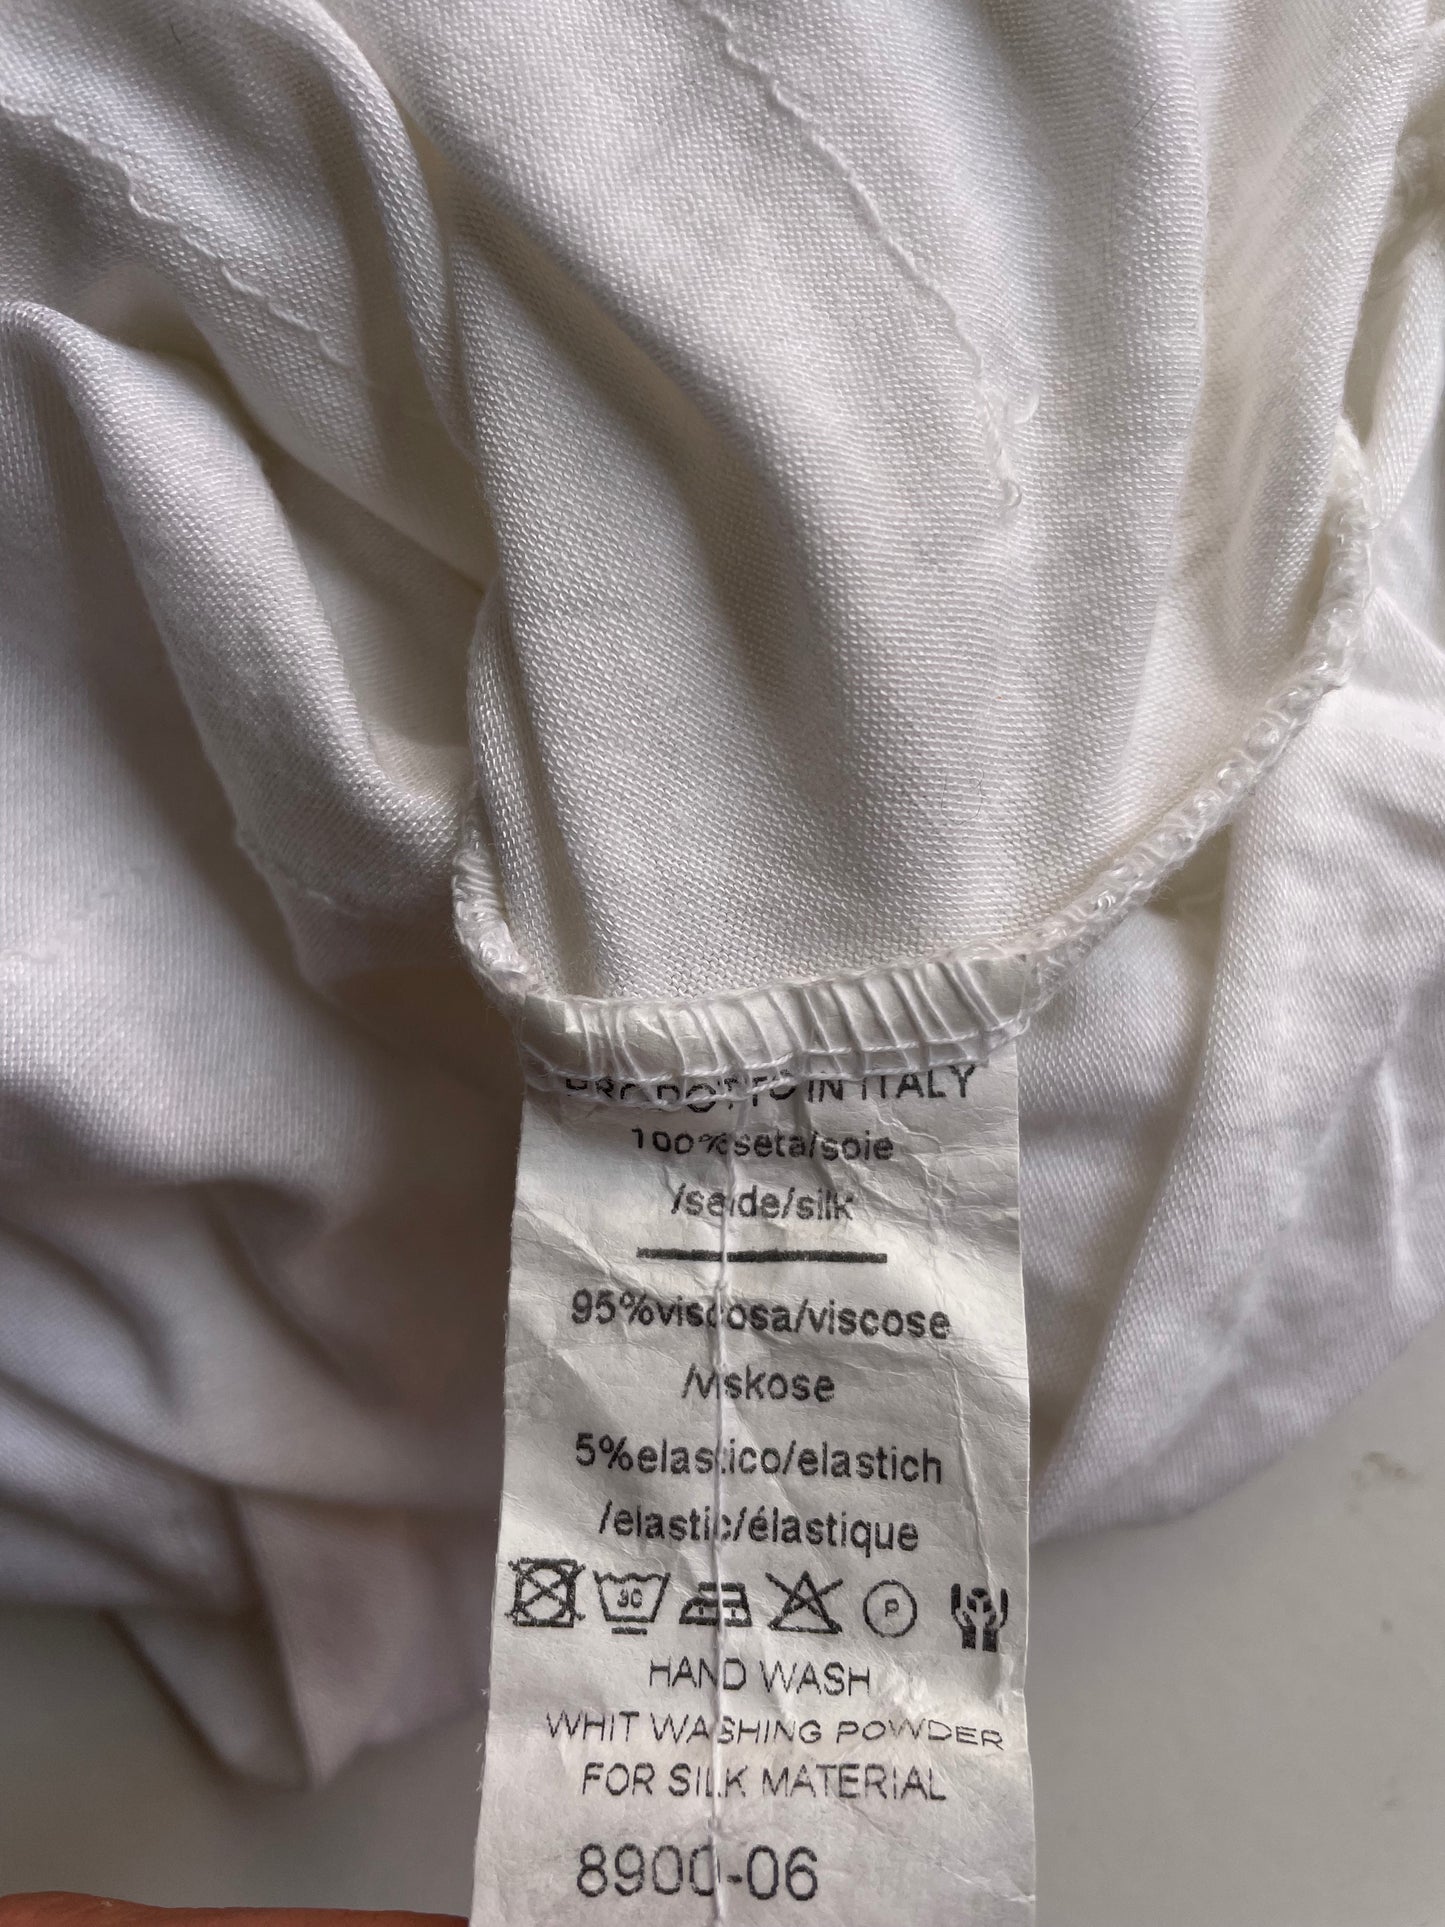 PRODOTTO IN ITALY
100%seta/soie
/seide/silk
95%viscosa/viscose
/viskose
5%elastico/elastich
/elastic/élastique
30
P
HAND WASH
WHIT WASHING POWDER
FOR SILK MATERIAL
8900-06